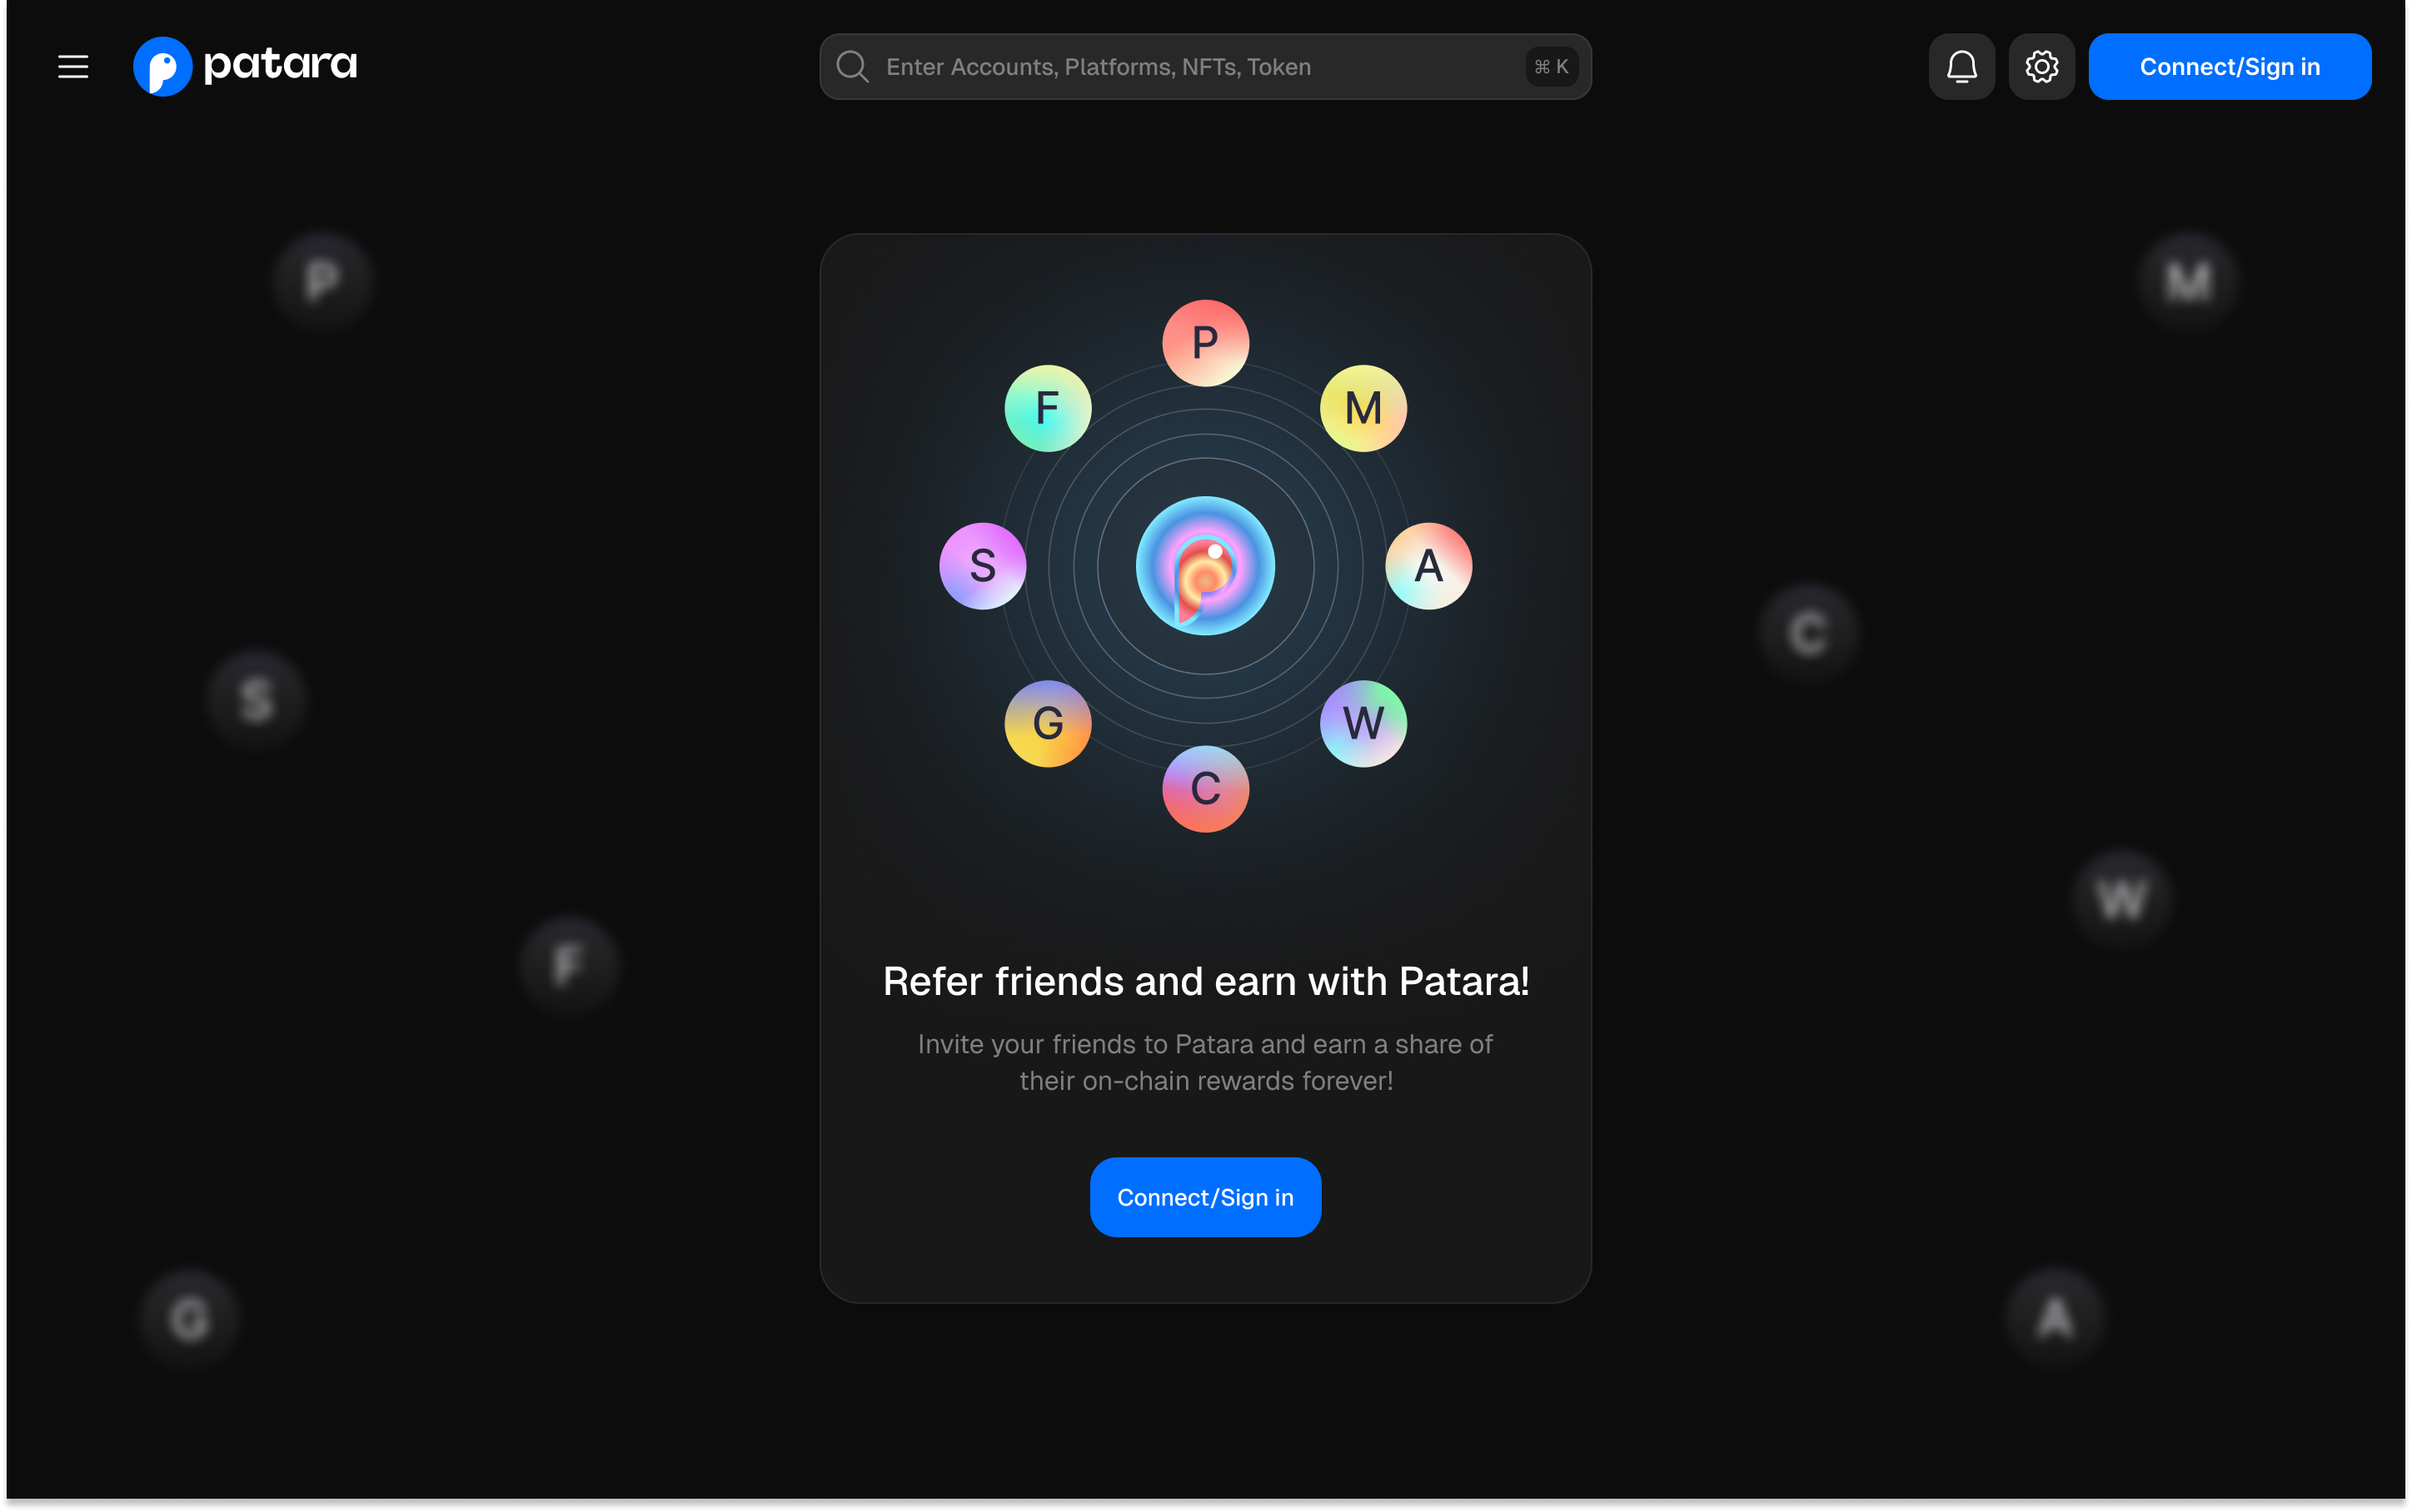 patara
Enter Accounts, Platforms, NFTs, Token
⌘ K
Connect/Sign in
P
M
P
F
M
S
A
C
S
G
W
C
W
F
Refer friends and earn with Patara!
Invite your friends to Patara and earn a share of
their on-chain rewards forever!
Connect/Sign in
G
A